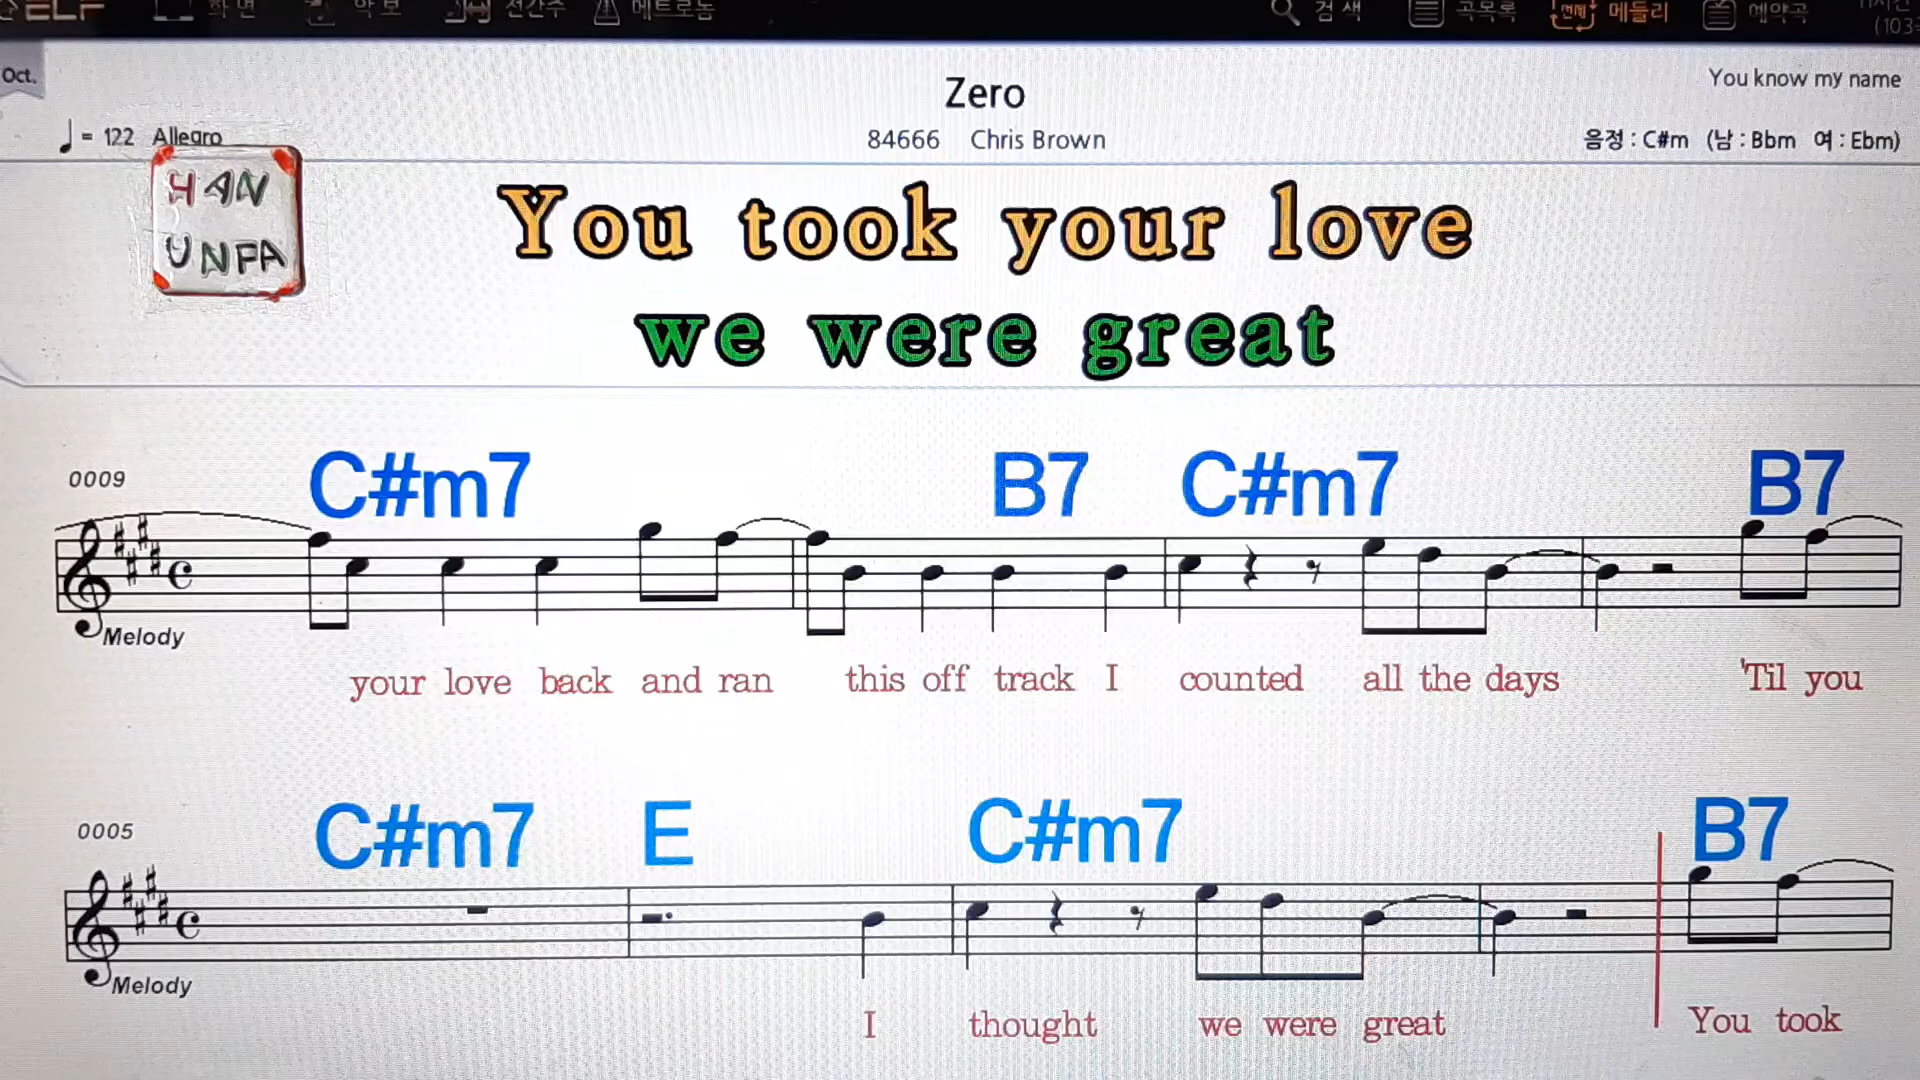 ELF 화면 악보 전간주 메트로놈 검색 곡목록 메들리 예약곡
Oct.
Zero
You know my name
= 122 Allegro
84666 Chris Brown
음정 : C#m (남 : Bbm 여 : Ebm)
HAN
UNFA
You took your love
we were great
0009
C#m7 B7 C#m7 B7
Melody
your love back and ran this off track I counted all the days 'Til you
0005
C#m7 E C#m7 B7
Melody
I thought we were great You took